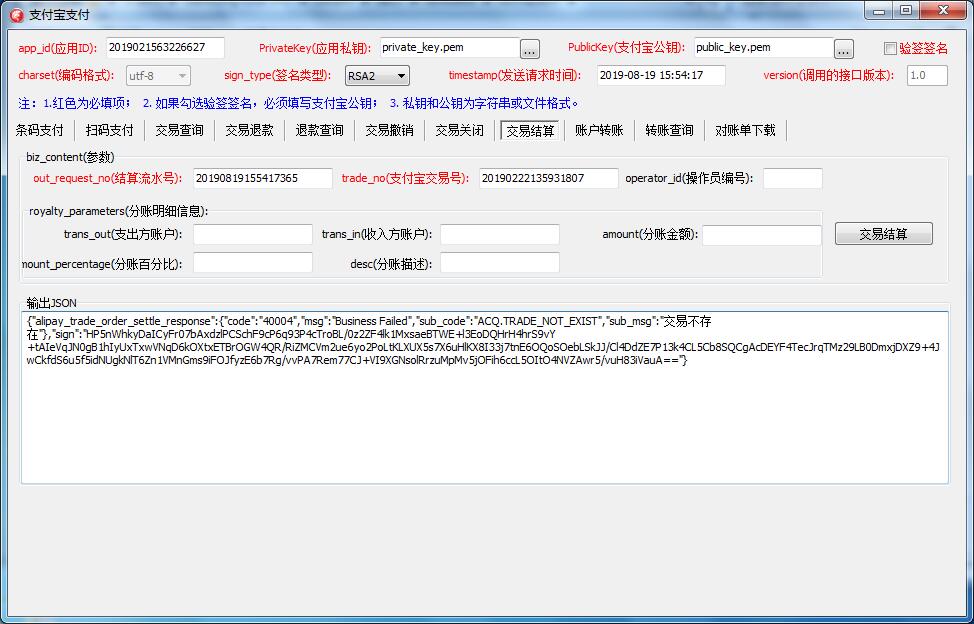 支付宝支付
app_id(应用ID): 2019021563226627 PrivateKey(应用私钥): private_key.pem ... PublicKey(支付宝公钥): public_key.pem ... 验签签名
charset(编码格式): utf-8 sign_type(签名类型): RSA2 timestamp(发送请求时间): 2019-08-19 15:54:17 version(调用的接口版本): 1.0
注: 1.红色为必填项; 2.如果勾选验签签名,必须填写支付宝公钥; 3.私钥和公钥为字符串或文件格式。
条码支付 扫码支付 交易查询 交易退款 退款查询 交易撤销 交易关闭 交易结算 账户转账 转账查询 对账单下载
biz_content(参数)
out_request_no(结算流水号): 20190819155417365 trade_no(支付宝交易号): 20190222135931807 operator_id(操作员编号):
royalty_parameters(分账明细信息):
trans_out(支出方账户): trans_in(收入方账户): amount(分账金额): 交易结算
mount_percentage(分账百分比): desc(分账描述):
输出JSON
{"alipay_trade_order_settle_response":{"code":"40004","msg":"Business Failed","sub_code":"ACQ.TRADE_NOT_EXIST","sub_msg":"交易不存
在"},"sign":"HP5nWhkyDaICyFr07bAxdzlPCSchF9cP6q93P4cTroBL/0z2ZF4lk1MxsaeBTWE+l3EoDQHrH4hrS9vY
+tAIeVqJN0gB1hIyUxTxwVNqD6kOXtxETBrOGW4QR/RiZMCVm2ue6yo2PoLtKLXUX5s7X6uHlKX8I33j7tnE6OQoSOebLSkJJ/Cl4DdZE7P13k4CL5Cb8SQCgAcDEYF4TecJrqTMz29LB0DmxjDXZ9+4J
wCkfdS6u5f5idNUgkNlT6Zn1VMnGms9iFOJfyzE6b7Rg/vvPA7Rem77CJ+VI9XGNsolRrzuMpMv5jOFih6ccL5OItO4NVZAwr5/vuH83iVauA=="}